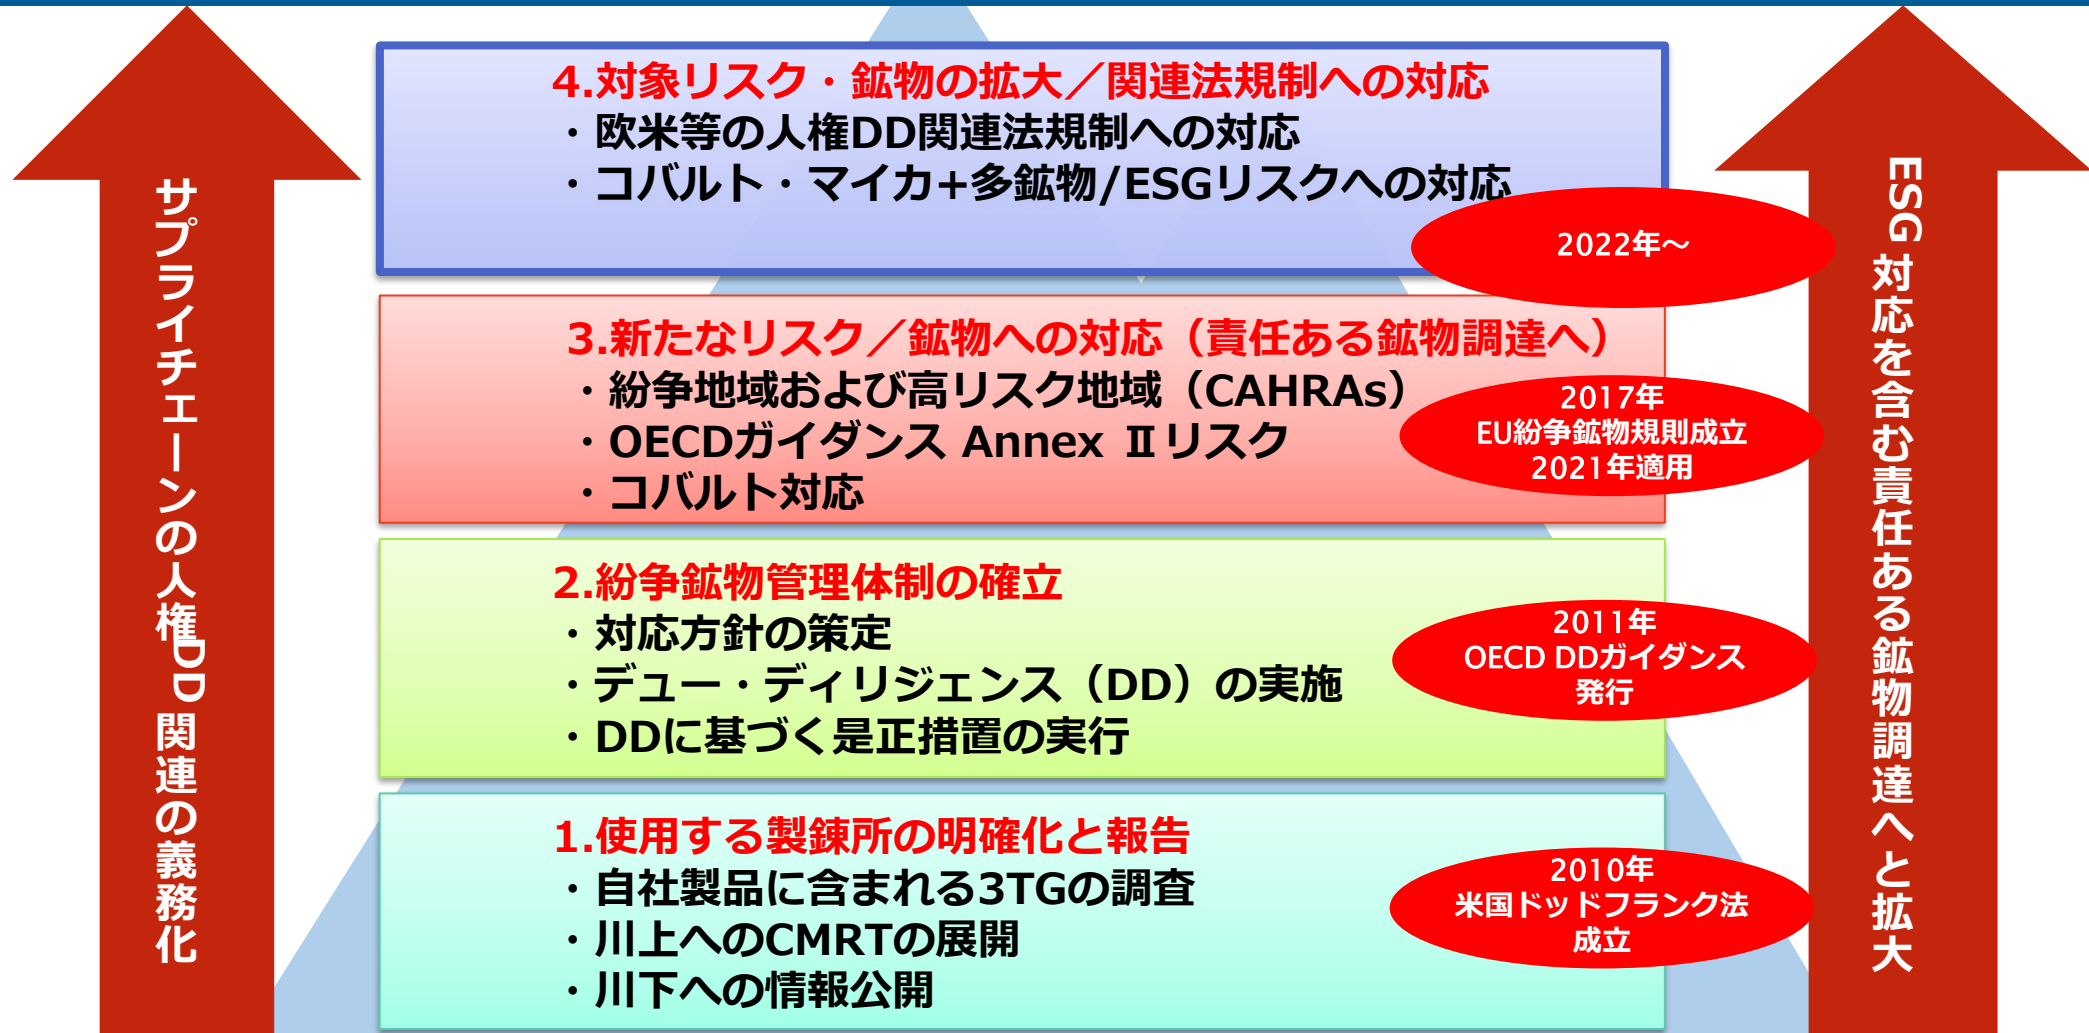 サプライチェーンの人権DD関連の義務化
4.対象リスク・鉱物の拡大／関連法規制への対応
・欧米等の人権DD関連法規制への対応
・コバルト・マイカ+多鉱物/ESGリスクへの対応
2022年～
3.新たなリスク／鉱物への対応（責任ある鉱物調達へ）
・紛争地域および高リスク地域（CAHRAs）
・OECDガイダンス Annex Ⅱリスク
・コバルト対応
2017年
EU紛争鉱物規則成立
2021年適用
2.紛争鉱物管理体制の確立
・対応方針の策定
・デュー・ディリジェンス（DD）の実施
・DDに基づく是正措置の実行
2011年
OECD DDガイダンス
発行
1.使用する製錬所の明確化と報告
・自社製品に含まれる3TGの調査
・川上へのCMRTの展開
・川下への情報公開
2010年
米国ドッドフランク法
成立
ESG対応を含む責任ある鉱物調達へと拡大